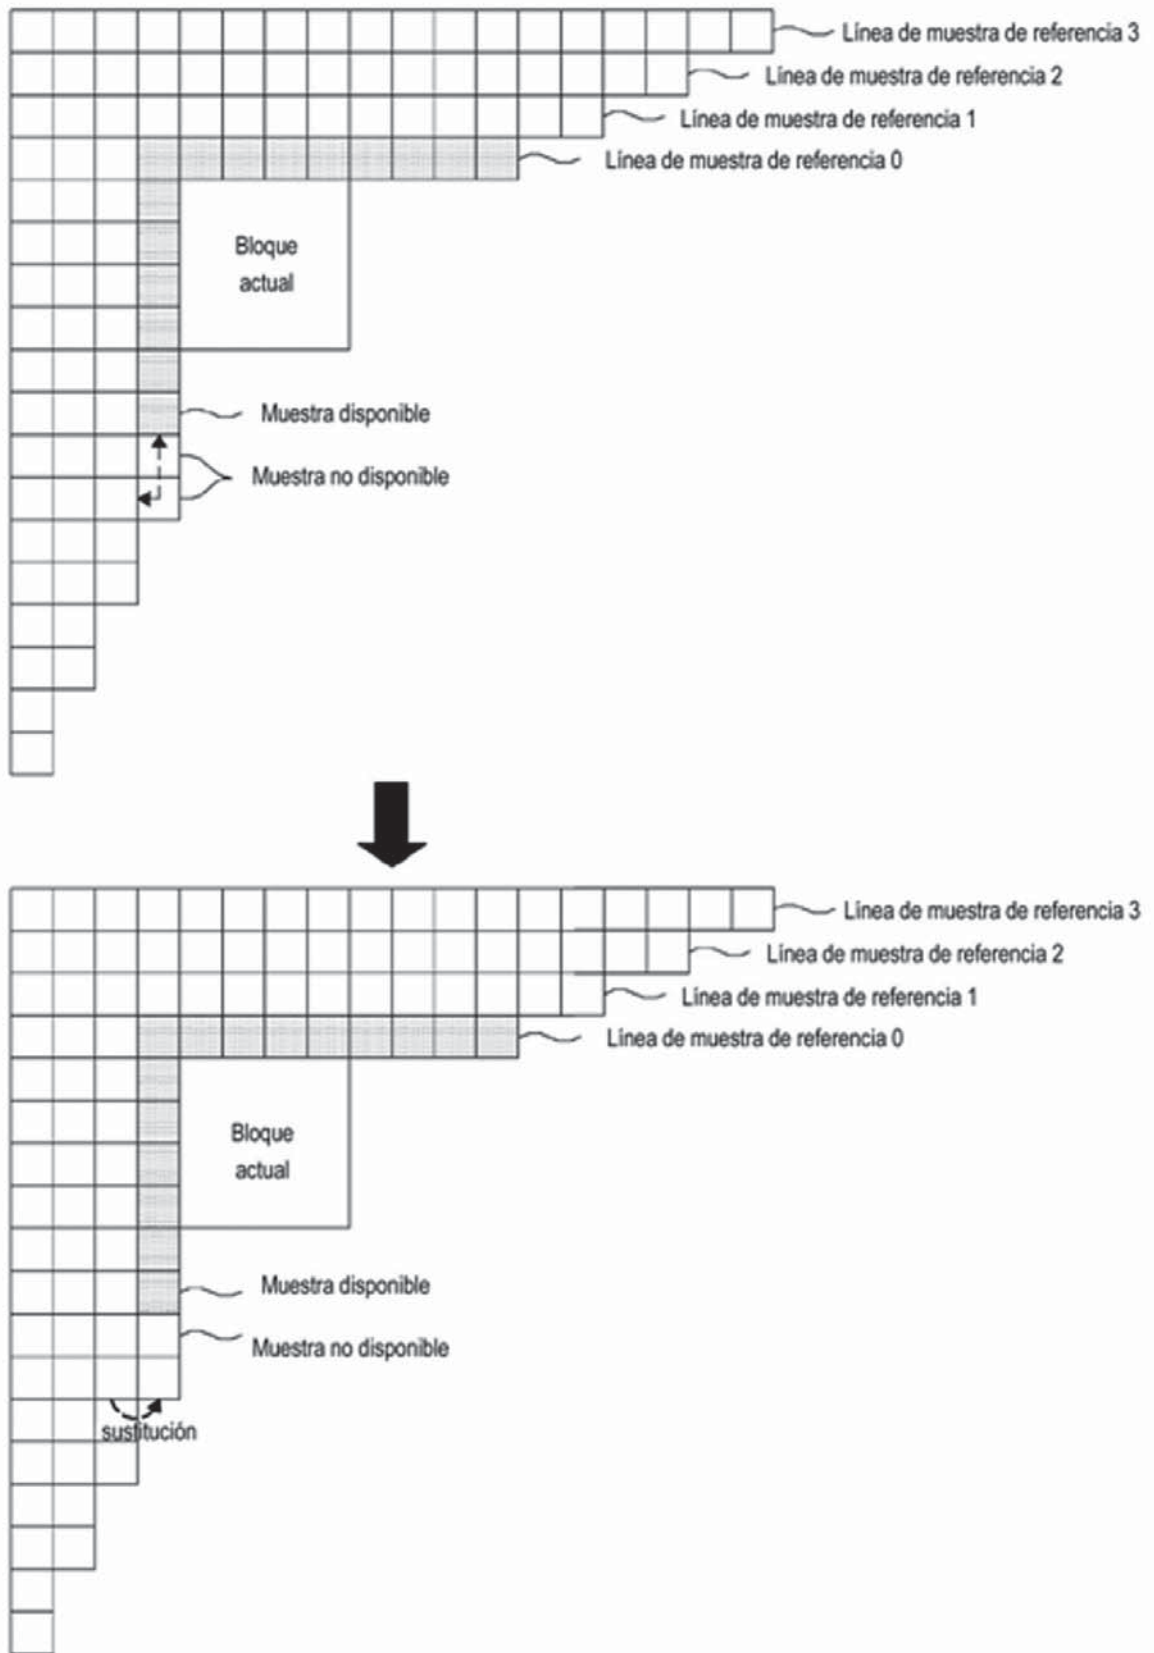 Línea de muestra de referencia 3
Línea de muestra de referencia 2
Línea de muestra de referencia 1
Línea de muestra de referencia 0
Bloque
actual
Muestra disponible
Muestra no disponible
Línea de muestra de referencia 3
Línea de muestra de referencia 2
Línea de muestra de referencia 1
Línea de muestra de referencia 0
Bloque
actual
Muestra disponible
Muestra no disponible
sustitución